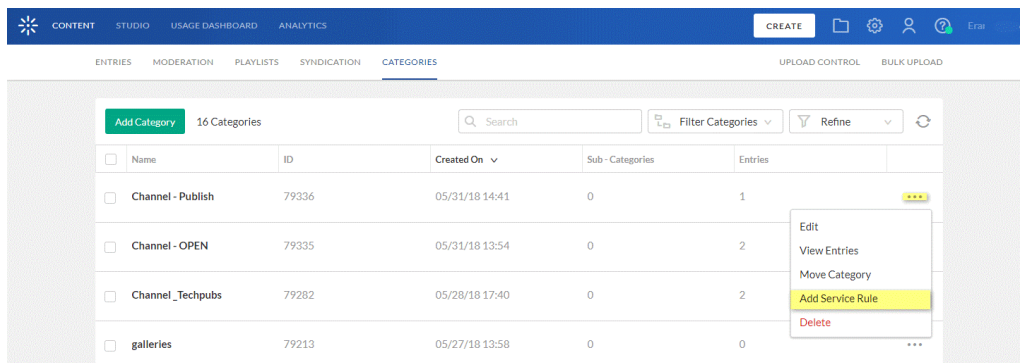 CONTENT STUDIO USAGE DASHBOARD ANALYTICS CREATE Eran
ENTRIES MODERATION PLAYLISTS SYNDICATION CATEGORIES UPLOAD CONTROL BULK UPLOAD
Add Category 16 Categories Search Filter Categories Refine
Name ID Created On Sub - Categories Entries
Channel - Publish 79336 05/31/18 14:41 0 1
Edit
Channel - OPEN 79335 05/31/18 13:54 0 2
View Entries
Move Category
Channel _Techpubs 79282 05/28/18 17:40 0 2
Add Service Rule
Delete
galleries 79213 05/27/18 13:58 0 0